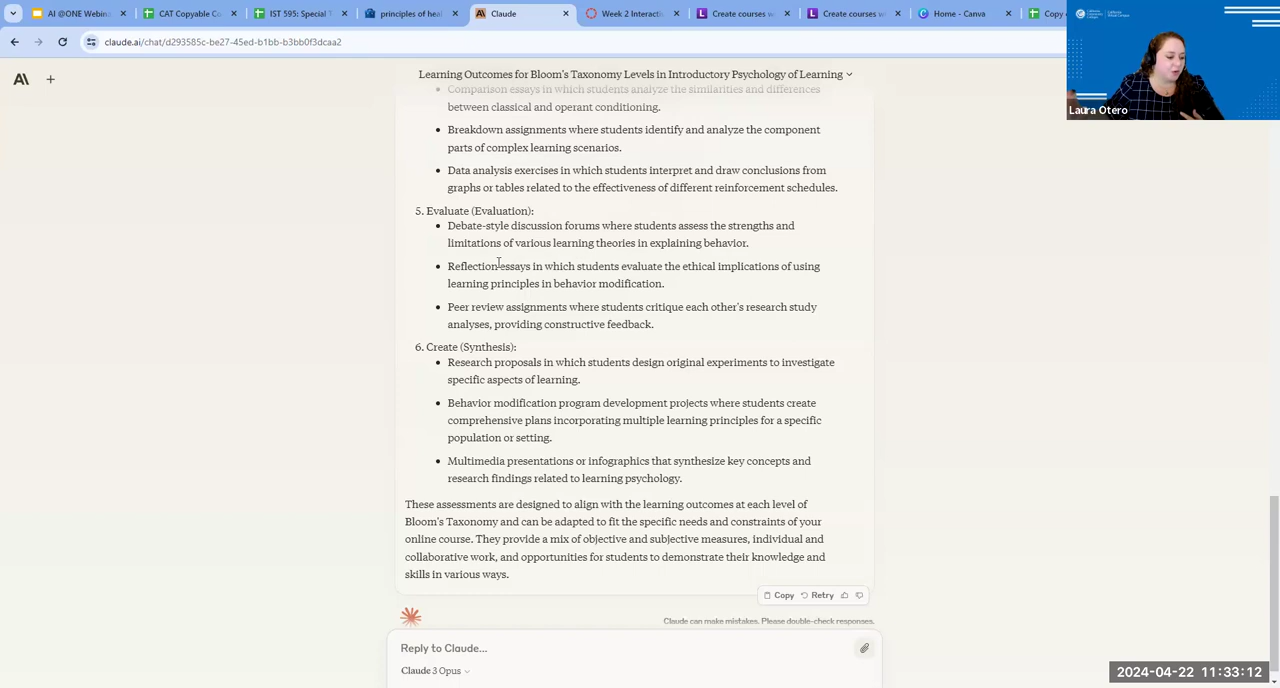 AI @ONE Webin
CAT Copyable Co
IST 595: Special T
Principles of hea
Claude
Week 2 Interacti
Create courses w
Create courses w
Home - Canva
Copy
claude.ai/chat/d293585c-be27-45ed-b1bb-b3bb0f3dcaa2
Laura Otero
Learning Outcomes for Bloom's Taxonomy Levels in Introductory Psychology of Learning
Comparison essays in which students analyze the similarities and differences
between classical and operant conditioning.
Breakdown assignments where students identify and analyze the component
parts of complex learning scenarios.
Data analysis exercises in which students interpret and draw conclusions from
graphs or tables related to the effectiveness of different reinforcement schedules.
5. Evaluate (Evaluation):
Debate-style discussion forums where students assess the strengths and
limitations of various learning theories in explaining behavior.
Reflection essays in which students evaluate the ethical implications of using
learning principles in behavior modification.
Peer review assignments where students critique each other's research study
analyses, providing constructive feedback.
6. Create (Synthesis):
Research proposals in which students design original experiments to investigate
specific aspects of learning.
Behavior modification program development projects where students create
comprehensive plans incorporating multiple learning principles for a specific
population or setting.
Multimedia presentations or infographics that synthesize key concepts and
research findings related to learning psychology.
These assessments are designed to align with the learning outcomes at each level of
Bloom's Taxonomy and can be adapted to fit the specific needs and constraints of your
online course. They provide a mix of objective and subjective measures, individual and
collaborative work, and opportunities for students to demonstrate their knowledge and
skills in various ways.
Copy Retry
Claude can make mistakes. Please double-check responses.
Reply to Claude...
Claude 3 Opus
2024-04-22 11:33:12